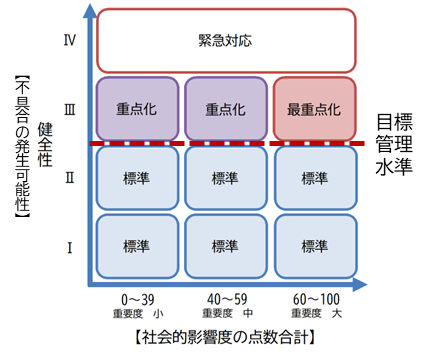 Ⅳ
緊急対応
Ⅲ
重点化
重点化
最重点化
目標
管理
水準
【不具合の発生可能性】
健全性
Ⅱ
標準
標準
標準
Ⅰ
標準
標準
標準
0～39
重要度 小
40～59
重要度 中
60～100
重要度 大
【社会的影響度の点数合計】